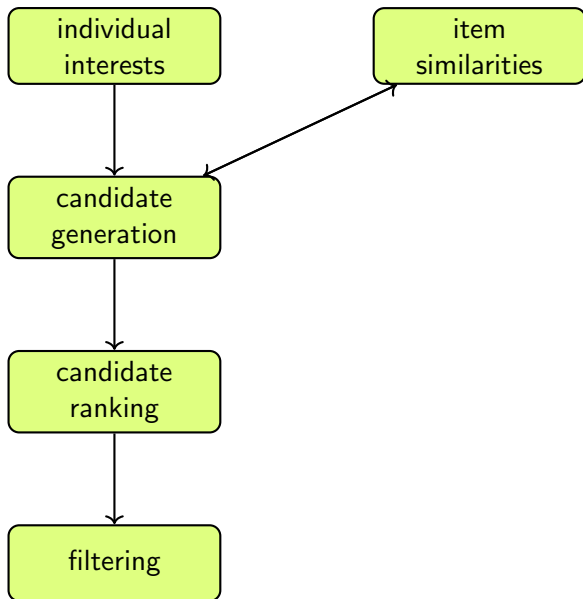 individual
interests
item
similarities
candidate
generation
candidate
ranking
filtering